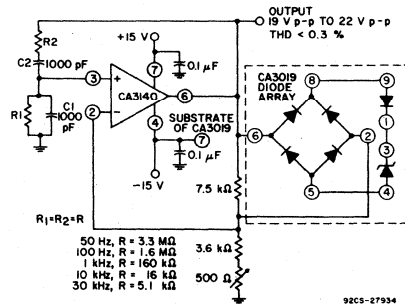 OUTPUT
19 V p-p TO 22 V p-p
THD < 0.3 %
+15 V
R2
C2
1000 pF
7
0.1 µF
CA3019
DIODE
ARRAY
8
9
3
+
CA3140
6
2
−
R1
C1
1000
pF
4
SUBSTRATE
OF CA3019
7
0.1 µF
−15 V
6
2
1
3
5
4
7.5 kΩ
R1=R2=R
3.6 kΩ
500 Ω
50 Hz, R = 3.3 MΩ
100 Hz, R = 1.6 MΩ
1 kHz, R = 160 kΩ
10 kHz, R = 16 kΩ
30 kHz, R = 5.1 kΩ
92CS-27934